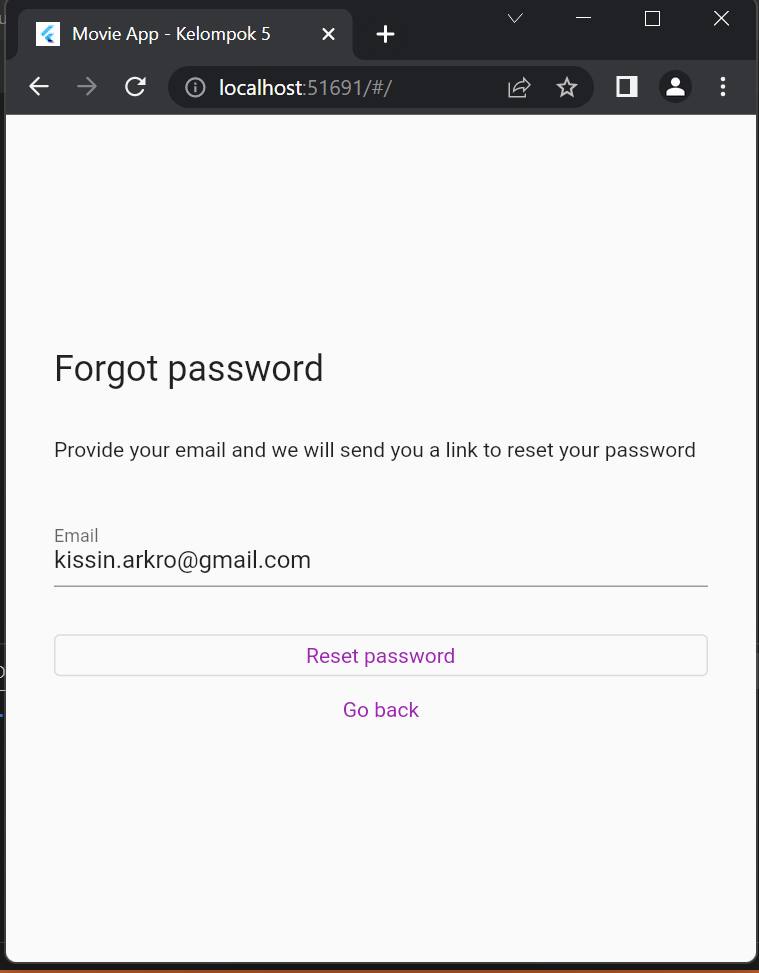 Movie App - Kelompok 5
localhost:51691/#/
Forgot password
Provide your email and we will send you a link to reset your password
Email
kissin.arkro@gmail.com
Reset password
Go back